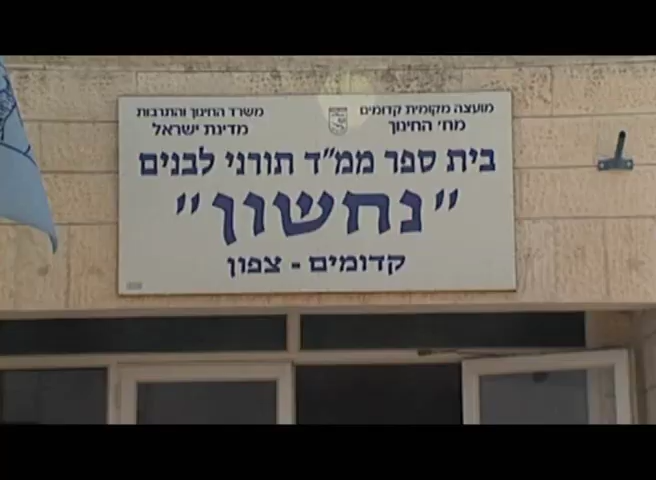 מועצה מקומית קדומים
מח' החינוך
משרד החינוך והתרבות
מדינת ישראל
בית ספר ממ"ד תורני לבנים
"נחשון"
קדומים - צפון